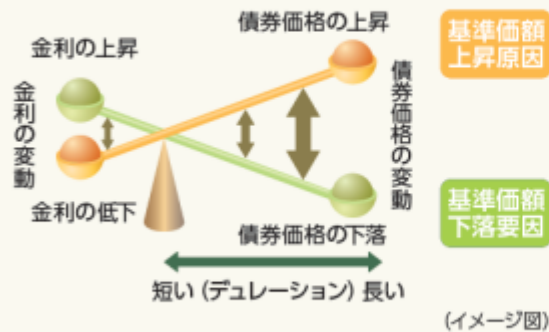 金利の上昇
債券価格の上昇
基準価額
上昇原因
金利の変動
債券価格の変動
金利の低下
債券価格の下落
基準価額
下落要因
短い（デュレーション）長い
（イメージ図）